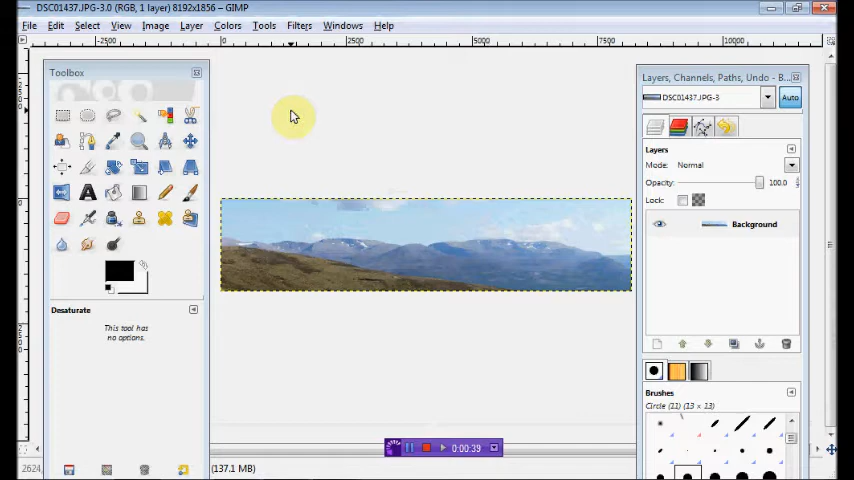 DSC01437.JPG-3.0 (RGB, 1 layer) 8192x1856 – GIMP
File Edit Select View Image Layer Colors Tools Filters Windows Help
-2500 0 2500 5000 7500 10000
Toolbox
Layers, Channels, Paths, Undo - B...
DSC01437.JPG-3
Auto
Layers
Mode: Normal
Opacity: 100.0
Lock:
Background
Desaturate
This tool has
no options.
Brushes
Circle (11) (13 x 13)
0:00:39
2624, (137.1 MB)